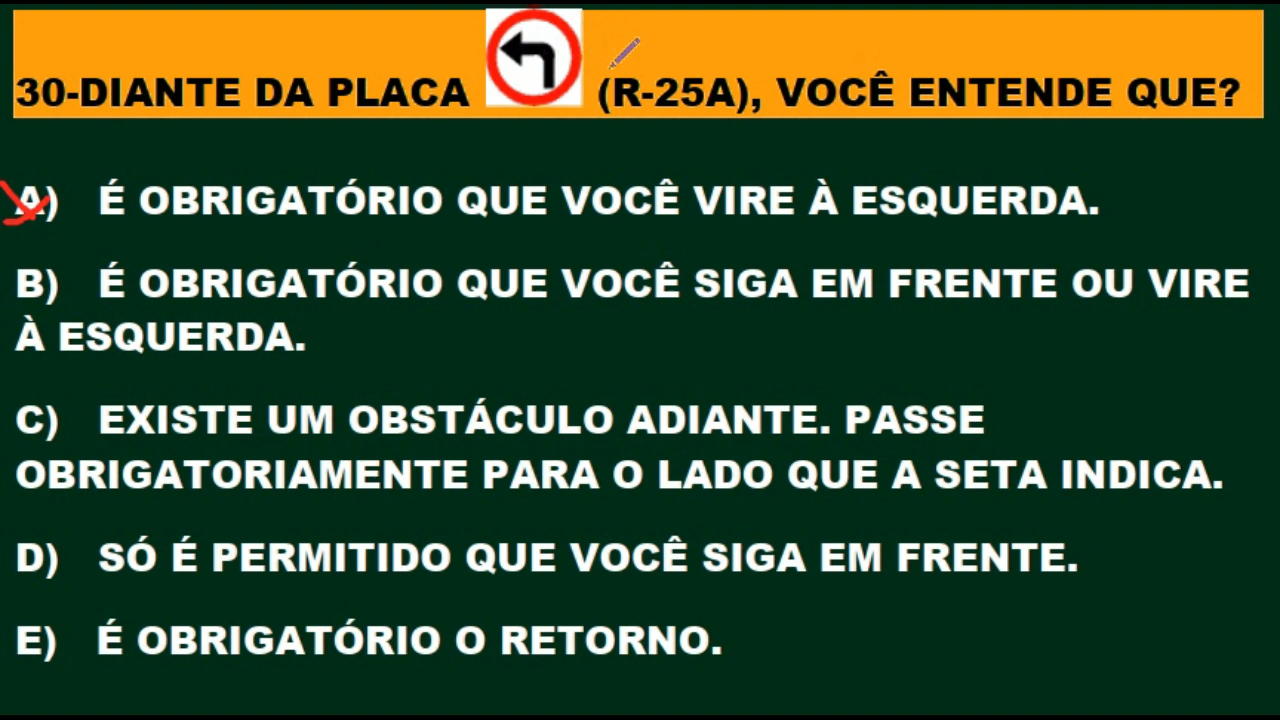 30-DIANTE DA PLACA (R-25A), VOCÊ ENTENDE QUE?
A) É OBRIGATÓRIO QUE VOCÊ VIRE À ESQUERDA.
B) É OBRIGATÓRIO QUE VOCÊ SIGA EM FRENTE OU VIRE
À ESQUERDA.
C) EXISTE UM OBSTÁCULO ADIANTE. PASSE
OBRIGATORIAMENTE PARA O LADO QUE A SETA INDICA.
D) SÓ É PERMITIDO QUE VOCÊ SIGA EM FRENTE.
E) É OBRIGATÓRIO O RETORNO.